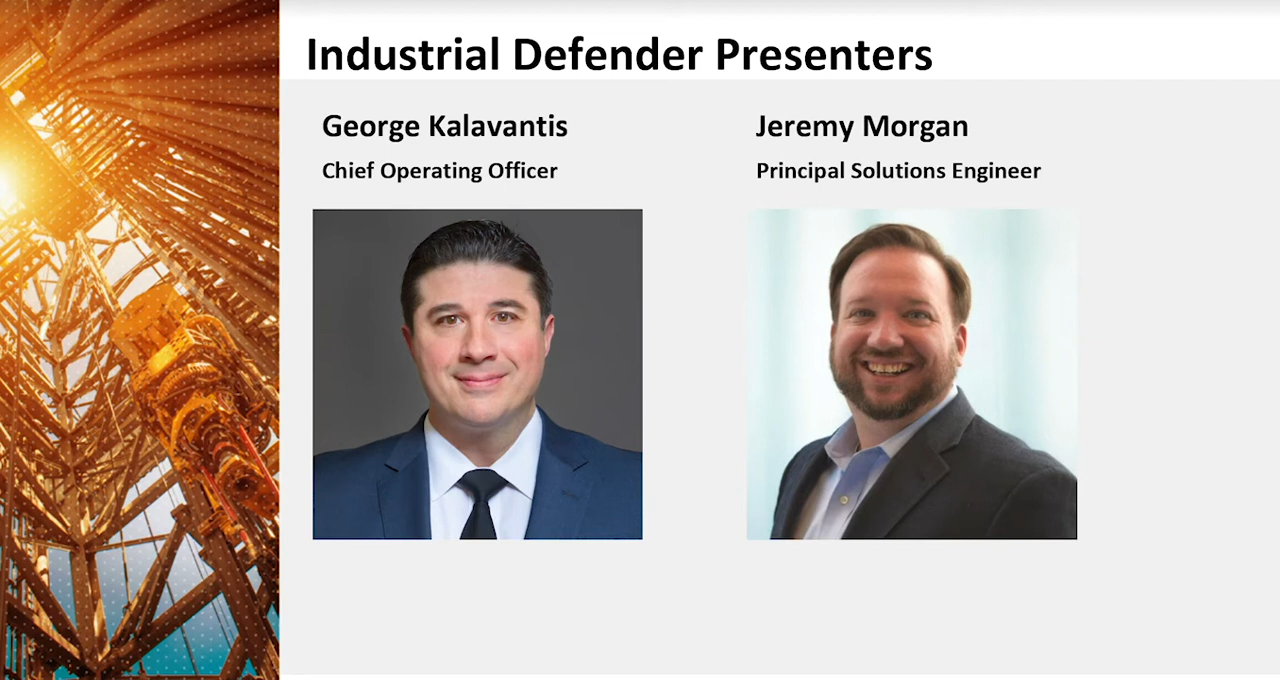 Industrial Defender Presenters
George Kalavantis
Chief Operating Officer
Jeremy Morgan
Principal Solutions Engineer